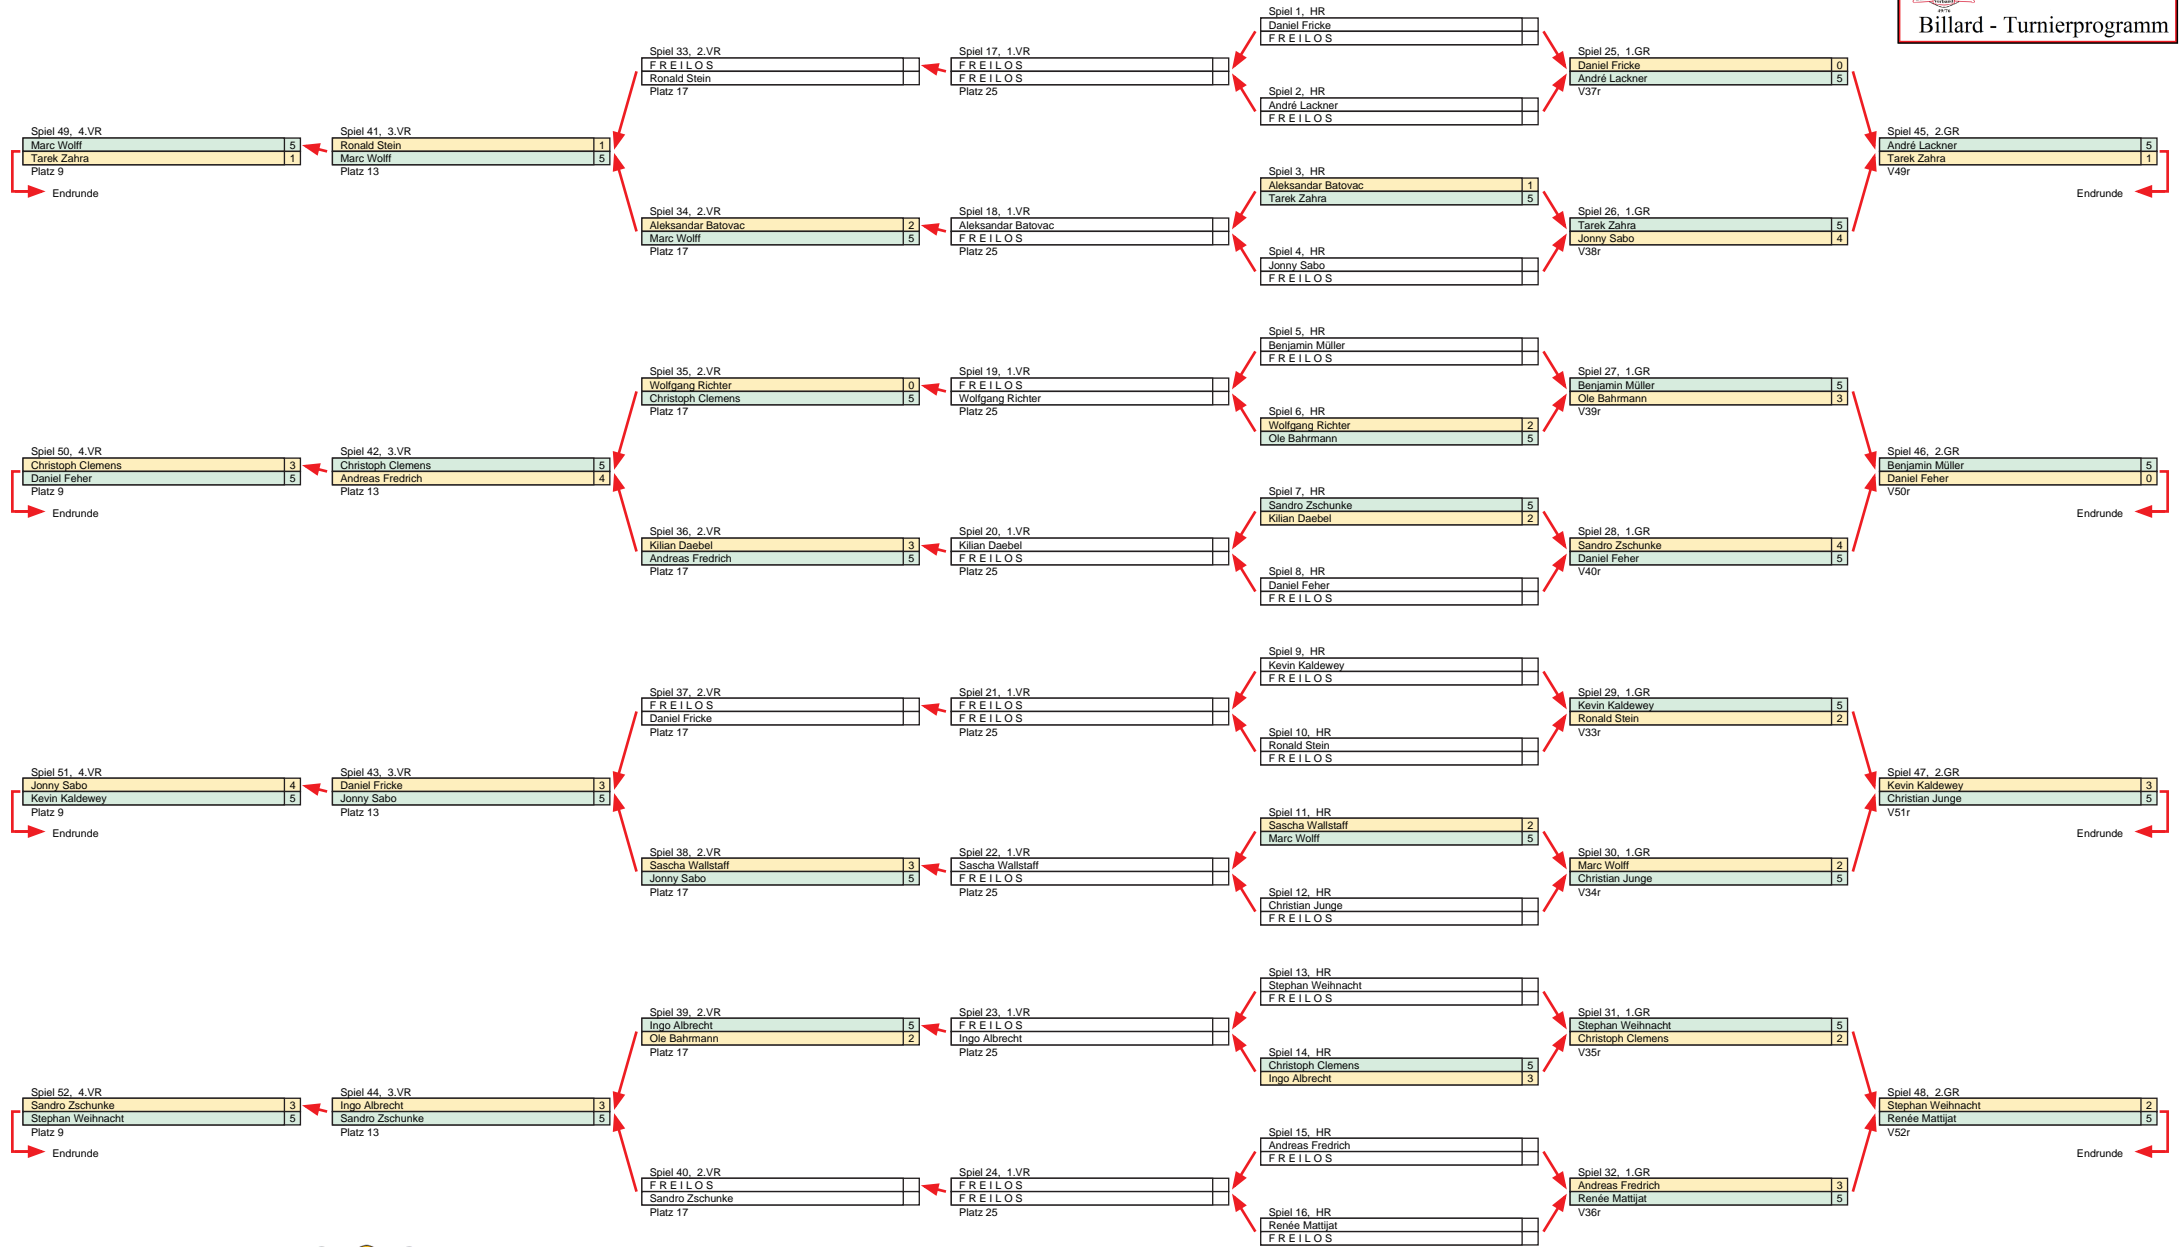 Billard - Turnierprogramm
Spiel 49, 4.VR
Marc Wolff 5
Tarek Zahra 1
Platz 9
Endrunde
Spiel 50, 4.VR
Christoph Clemens 3
Daniel Feher 5
Platz 9
Endrunde
Spiel 51, 4.VR
Jonny Sabo 4
Kevin Kaldewey 5
Platz 9
Endrunde
Spiel 52, 4.VR
Sandro Zschunke 3
Stephan Weihnacht 5
Platz 9
Endrunde
Spiel 41, 3.VR
Ronald Stein 1
Marc Wolff 5
Platz 13
Spiel 42, 3.VR
Christoph Clemens 5
Andreas Fredrich 4
Platz 13
Spiel 43, 3.VR
Daniel Fricke 3
Jonny Sabo 5
Platz 13
Spiel 44, 3.VR
Ingo Albrecht 3
Sandro Zschunke 5
Platz 13
Spiel 33, 2.VR
F R E I L O S
Ronald Stein
Platz 17
Spiel 34, 2.VR
Aleksandar Batovac 2
Marc Wolff 5
Platz 17
Spiel 35, 2.VR
Wolfgang Richter 0
Christoph Clemens 5
Platz 17
Spiel 36, 2.VR
Kilian Daebel 3
Andreas Fredrich 5
Platz 17
Spiel 37, 2.VR
F R E I L O S
Daniel Fricke
Platz 17
Spiel 38, 2.VR
Sascha Wallstaff 3
Jonny Sabo 5
Platz 17
Spiel 39, 2.VR
Ingo Albrecht 5
Ole Bahrmann 2
Platz 17
Spiel 40, 2.VR
F R E I L O S
Sandro Zschunke
Platz 17
Spiel 17, 1.VR
F R E I L O S
F R E I L O S
Platz 25
Spiel 18, 1.VR
Aleksandar Batovac
F R E I L O S
Platz 25
Spiel 19, 1.VR
F R E I L O S
Wolfgang Richter
Platz 25
Spiel 20, 1.VR
Kilian Daebel
F R E I L O S
Platz 25
Spiel 21, 1.VR
F R E I L O S
F R E I L O S
Platz 25
Spiel 22, 1.VR
Sascha Wallstaff
F R E I L O S
Platz 25
Spiel 23, 1.VR
F R E I L O S
Ingo Albrecht
Platz 25
Spiel 24, 1.VR
F R E I L O S
F R E I L O S
Platz 25
Spiel 1, HR
Daniel Fricke
F R E I L O S
Spiel 2, HR
André Lackner
F R E I L O S
Spiel 3, HR
Aleksandar Batovac 1
Tarek Zahra 5
Spiel 4, HR
Jonny Sabo
F R E I L O S
Spiel 5, HR
Benjamin Müller
F R E I L O S
Spiel 6, HR
Wolfgang Richter 2
Ole Bahrmann 5
Spiel 7, HR
Sandro Zschunke 5
Kilian Daebel 2
Spiel 8, HR
Daniel Feher
F R E I L O S
Spiel 9, HR
Kevin Kaldewey
F R E I L O S
Spiel 10, HR
Ronald Stein
F R E I L O S
Spiel 11, HR
Sascha Wallstaff 2
Marc Wolff 5
Spiel 12, HR
Christian Junge
F R E I L O S
Spiel 13, HR
Stephan Weihnacht
F R E I L O S
Spiel 14, HR
Christoph Clemens 5
Ingo Albrecht 3
Spiel 15, HR
Andreas Fredrich
F R E I L O S
Spiel 16, HR
Renée Mattijat
F R E I L O S
Spiel 25, 1.GR
Daniel Fricke 0
André Lackner 5
V37r
Spiel 26, 1.GR
Tarek Zahra 5
Jonny Sabo 4
V38r
Spiel 27, 1.GR
Benjamin Müller 5
Ole Bahrmann 3
V39r
Spiel 28, 1.GR
Sandro Zschunke 4
Daniel Feher 5
V40r
Spiel 29, 1.GR
Kevin Kaldewey 5
Ronald Stein 2
V33r
Spiel 30, 1.GR
Marc Wolff 2
Christian Junge 5
V34r
Spiel 31, 1.GR
Stephan Weihnacht 5
Christoph Clemens 2
V35r
Spiel 32, 1.GR
Andreas Fredrich 3
Renée Mattijat 5
V36r
Spiel 45, 2.GR
André Lackner 5
Tarek Zahra 1
V49r
Endrunde
Spiel 46, 2.GR
Benjamin Müller 5
Daniel Feher 0
V50r
Endrunde
Spiel 47, 2.GR
Kevin Kaldewey 3
Christian Junge 5
V51r
Endrunde
Spiel 48, 2.GR
Stephan Weihnacht 2
Renée Mattijat 5
V52r
Endrunde